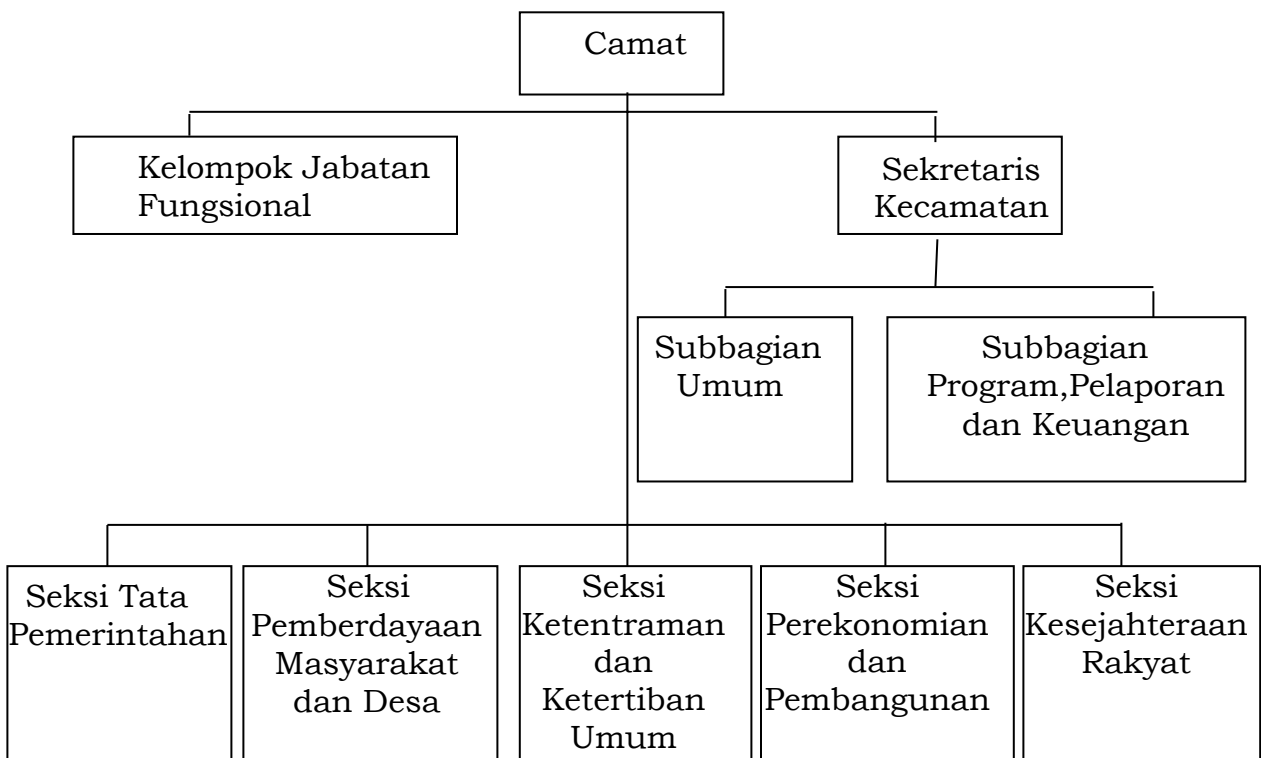 Camat
Kelompok Jabatan
Fungsional
Sekretaris
Kecamatan
Subbagian
Umum
Subbagian
Program,Pelaporan
dan Keuangan
Seksi Tata
Pemerintahan
Seksi
Pemberdayaan
Masyarakat
dan Desa
Seksi
Ketentraman
dan
Ketertiban
Umum
Seksi
Perekonomian
dan
Pembangunan
Seksi
Kesejahteraan
Rakyat